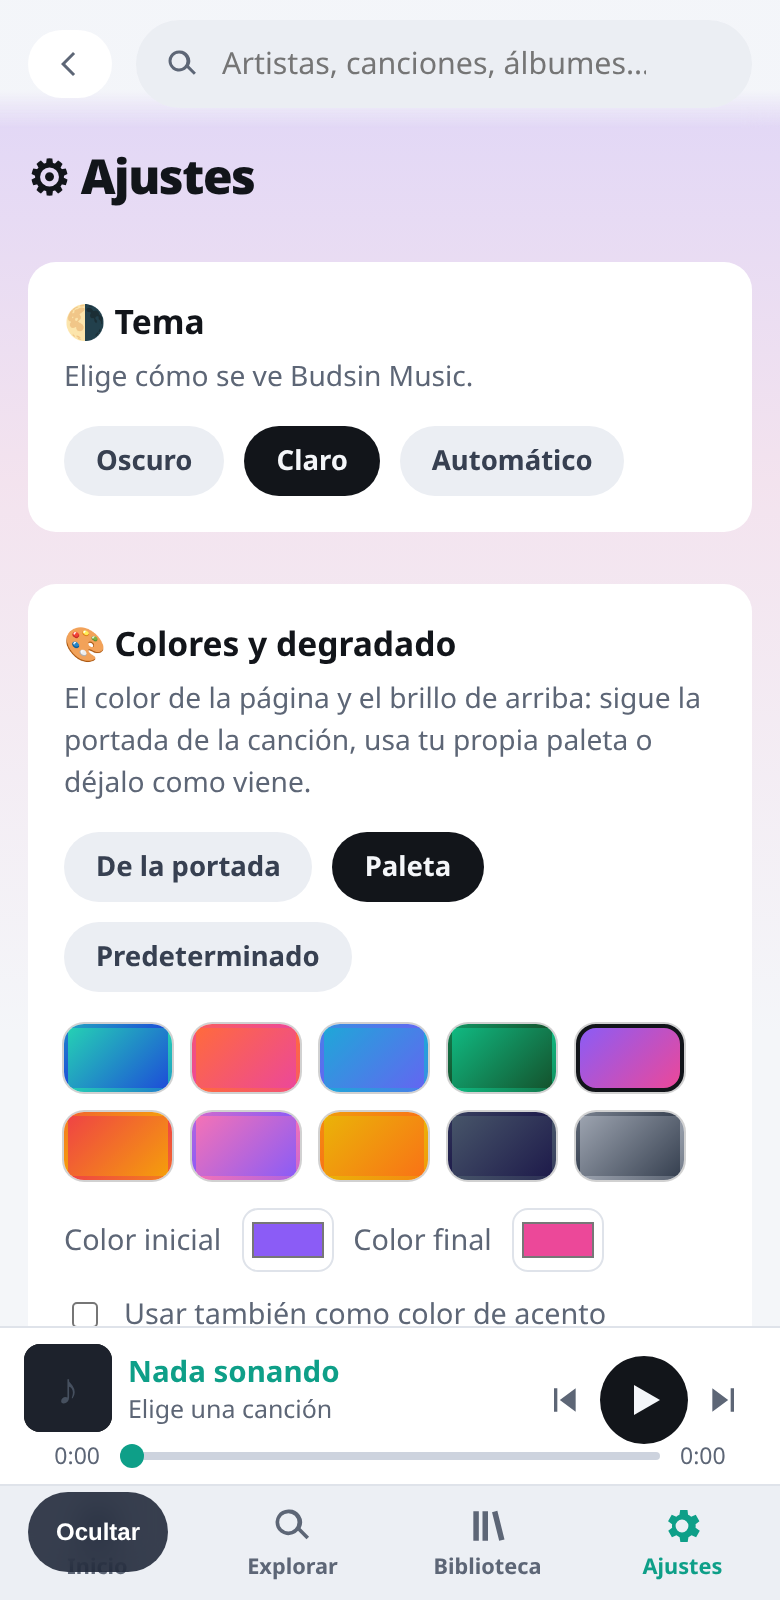 Artistas, canciones, álbumes...
Ajustes
Tema
Elige cómo se ve Budsin Music.
Oscuro
Claro
Automático
Colores y degradado
El color de la página y el brillo de arriba: sigue la
portada de la canción, usa tu propia paleta o
déjalo como viene.
De la portada
Paleta
Predeterminado
Color inicial
Color final
Usar también como color de acento
Nada sonando
Elige una canción
0:00
0:00
Ocultar
Inicio
Explorar
Biblioteca
Ajustes